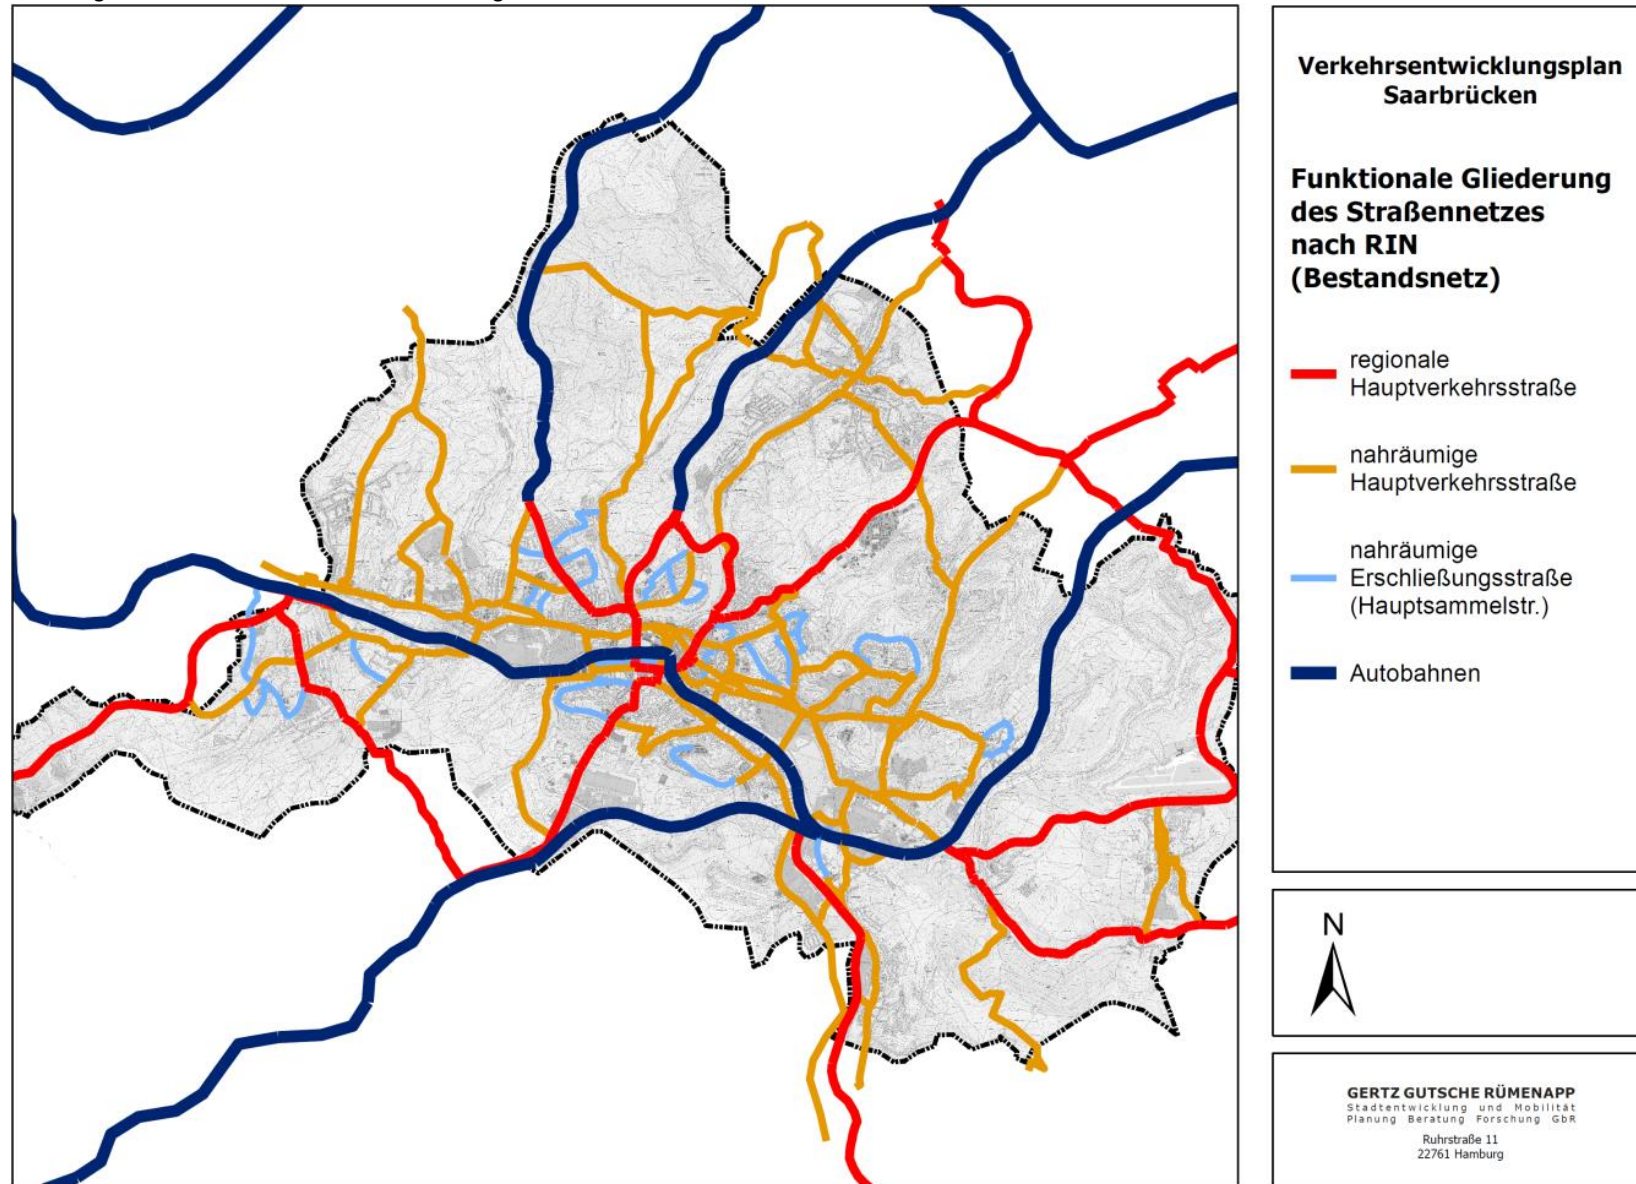 Verkehrsentwicklungsplan
Saarbrücken
Funktionale Gliederung
des Straßennetzes
nach RIN
(Bestandsnetz)
regionale
Hauptverkehrsstraße
nahräumige
Hauptverkehrsstraße
nahräumige
Erschließungsstraße
(Hauptsammelstr.)
Autobahnen
N
GERTZ GUTSCHE RÜMENAPP
Stadtentwicklung und Mobilität
Planung Beratung Forschung GbR
Ruhrstraße 11
22761 Hamburg